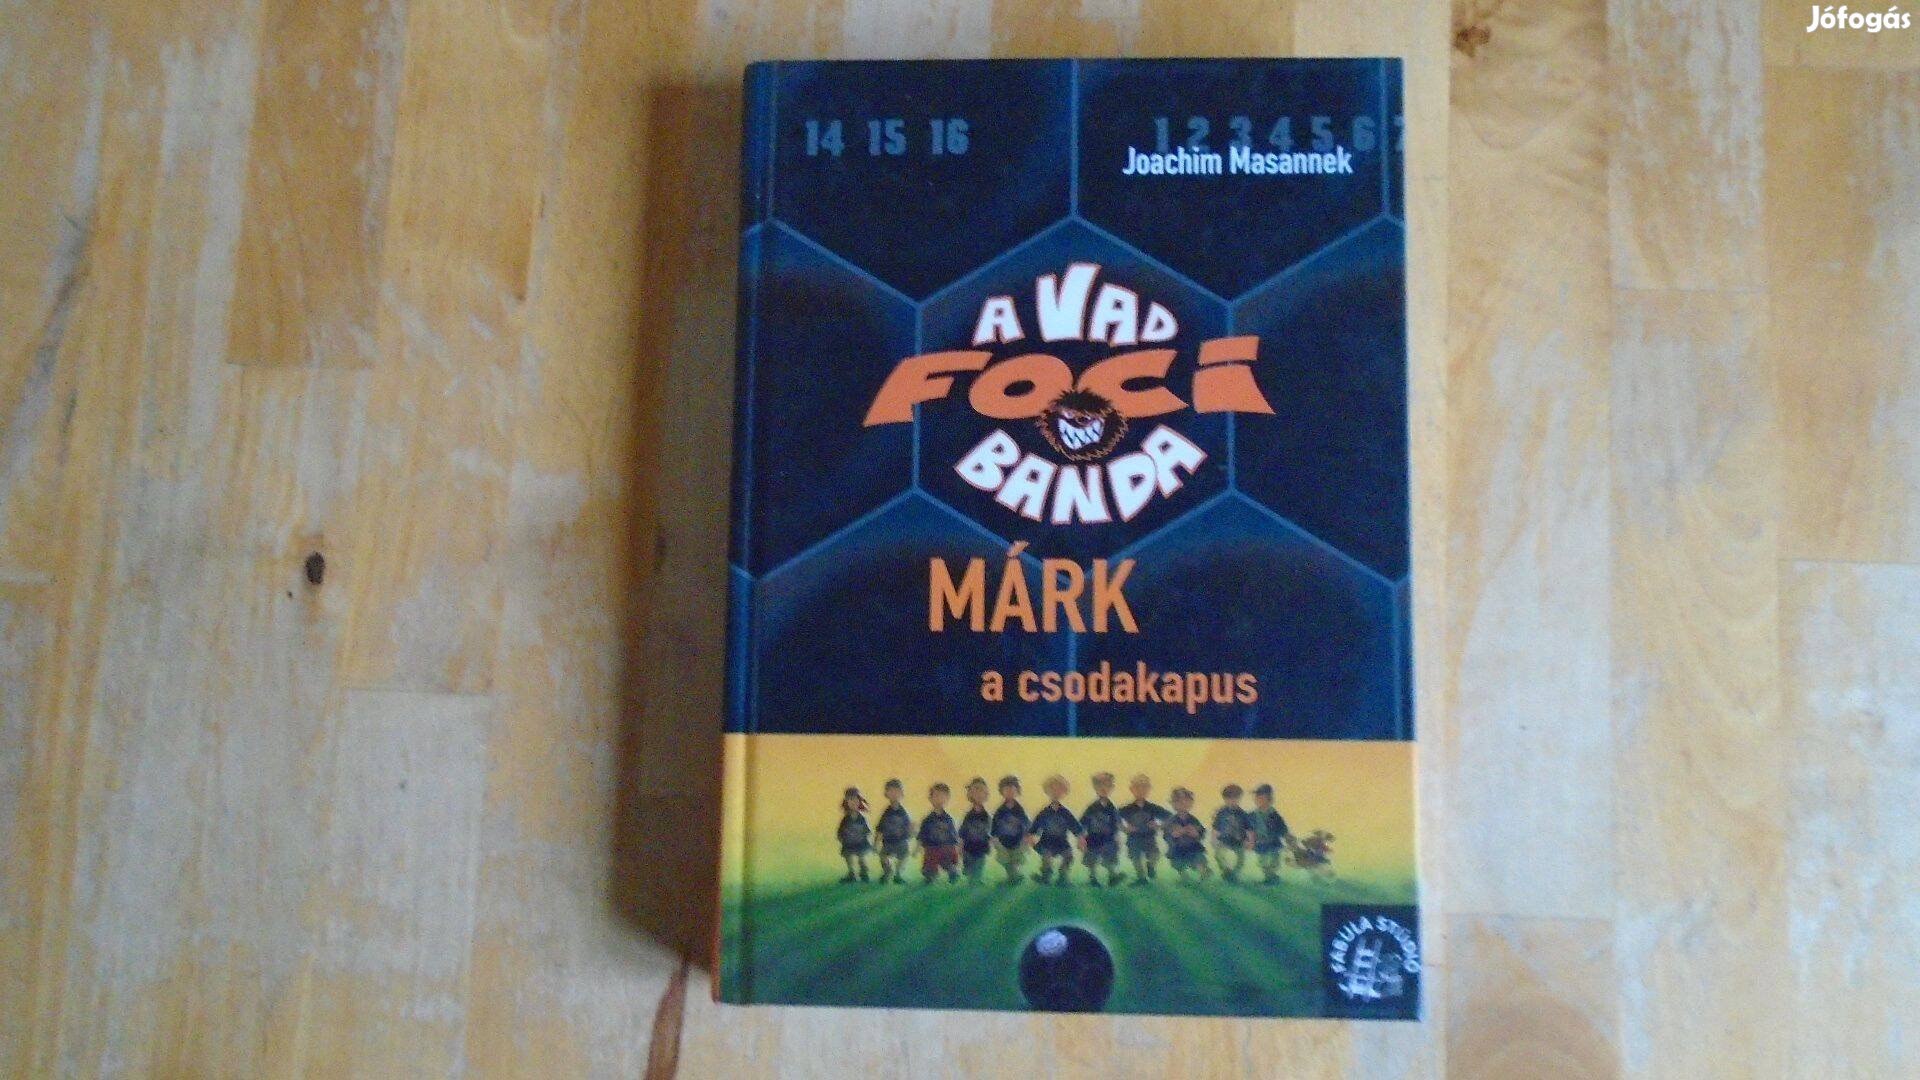 Jófogás
14 15 16 1 2 3 4 5 6 7
Joachim Masannek
A VAD
FOCI
BANDA
MÁRK
a csodakapus
FABULA STÚDIÓ